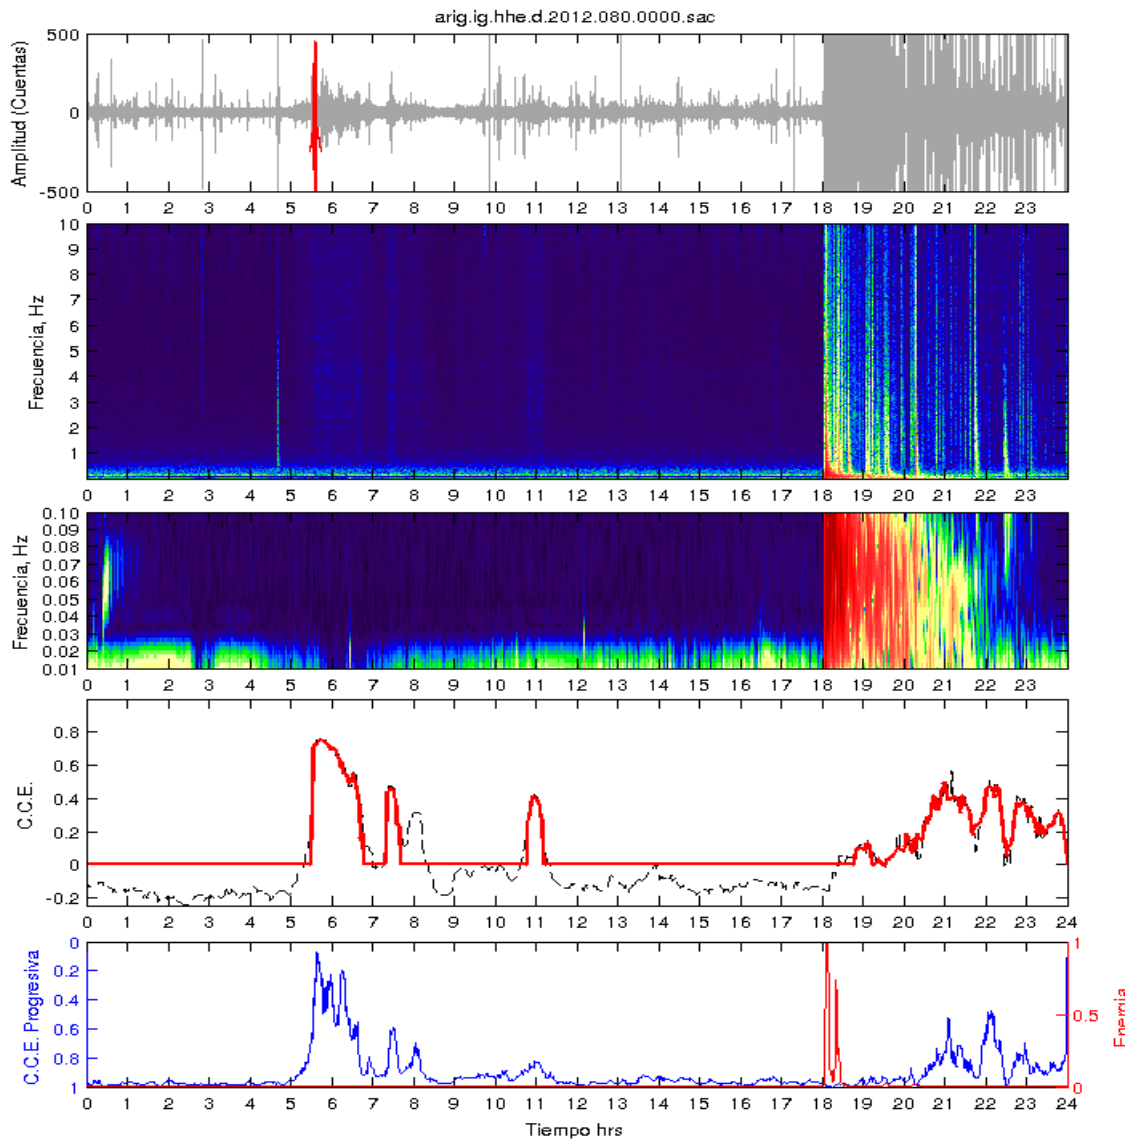 arig.ig.hhe.d.2012.080.0000.sac
Amplitud (Cuentas)
500
0
-500
0 1 2 3 4 5 6 7 8 9 10 11 12 13 14 15 16 17 18 19 20 21 22 23
Frecuencia, Hz
10
9
8
7
6
5
4
3
2
1
0 1 2 3 4 5 6 7 8 9 10 11 12 13 14 15 16 17 18 19 20 21 22 23
Frecuencia, Hz
0.10
0.09
0.08
0.07
0.06
0.05
0.04
0.03
0.02
0.01
0 1 2 3 4 5 6 7 8 9 10 11 12 13 14 15 16 17 18 19 20 21 22 23
C.C.E.
0.8
0.6
0.4
0.2
0
-0.2
0 1 2 3 4 5 6 7 8 9 10 11 12 13 14 15 16 17 18 19 20 21 22 23 24
C.C.E. Progresiva
0
0.2
0.4
0.6
0.8
1
1
0.5
0
Energia
0 1 2 3 4 5 6 7 8 9 10 11 12 13 14 15 16 17 18 19 20 21 22 23 24
Tiempo hrs